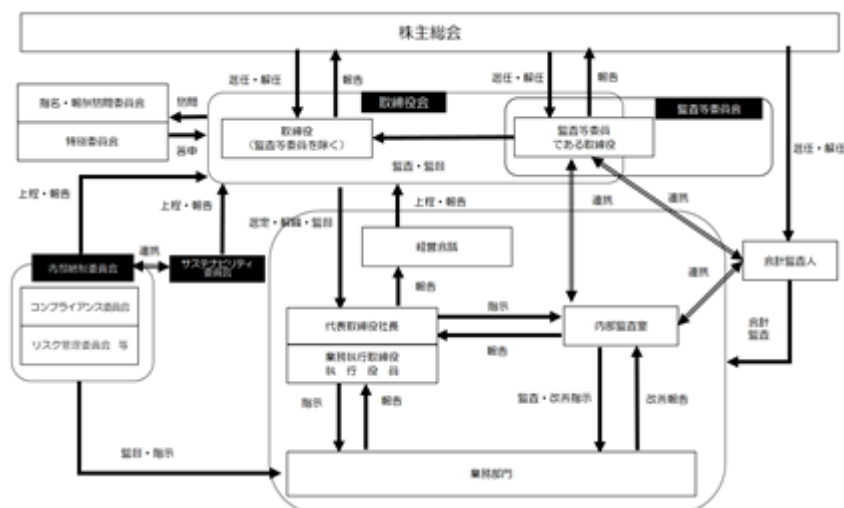 株主総会
選任・解任
報告
選任・解任
報告
選任・解任
指名・報酬諮問委員会
諮問
特別委員会
答申
取締役会
監査等委員会
取締役
(監査等委員を除く)
監査等委員
である取締役
監査・監督
上程・報告
上程・報告
選定・解職・監督
上程・報告
連携
連携
経営会議
内部統制委員会
連携
サステナビリティ
委員会
会計監査人
連携
報告
コンプライアンス委員会
リスク管理委員会 等
代表取締役社長
指示
内部監査室
報告
会計
監査
業務執行取締役
執 行 役 員
指示
報告
監査・改善指示
改善報告
監督・指示
業務部門